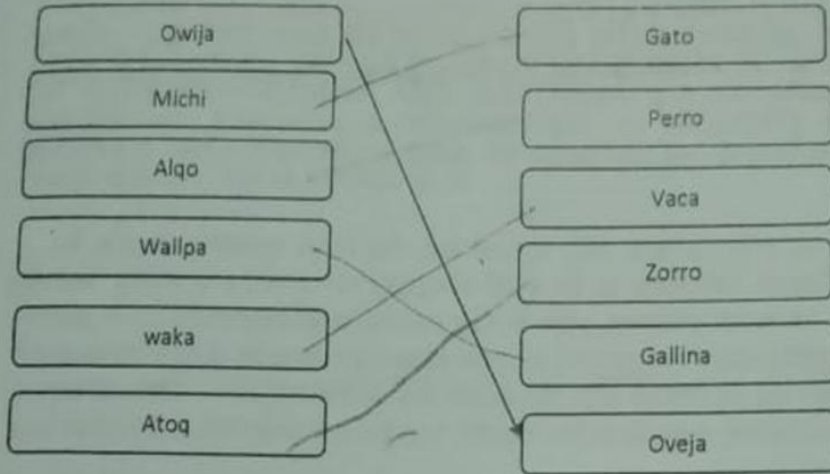 Owija
Michi
Alqo
Wallpa
waka
Atoq
Gato
Perro
Vaca
Zorro
Gallina
Oveja